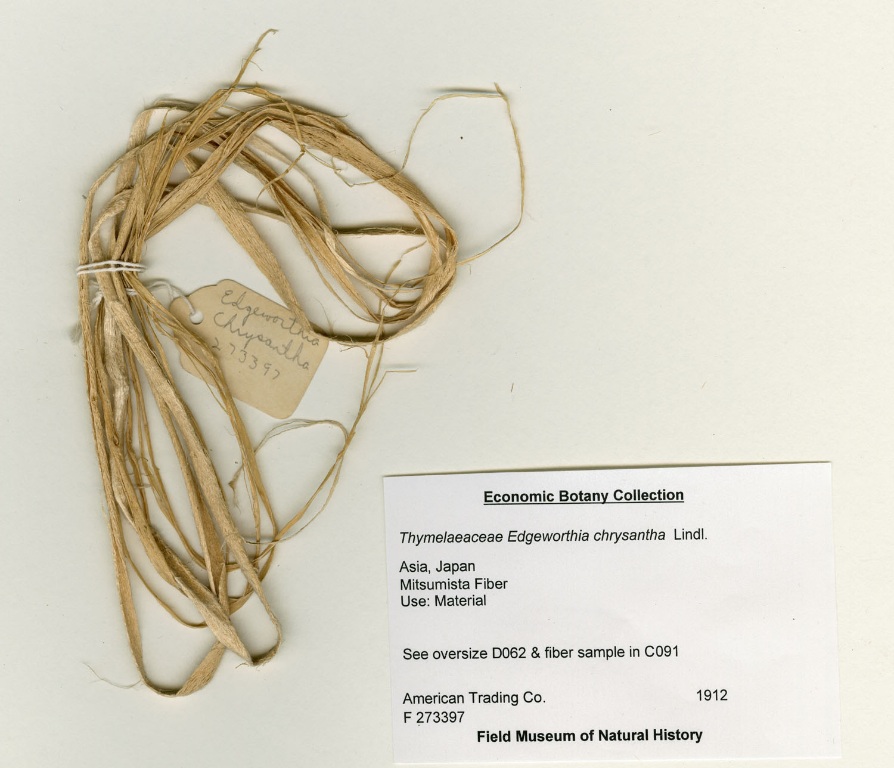 Edgeworthia
Chrysantha
273397
Economic Botany Collection
Thymelaeaceae Edgeworthia chrysantha Lindl.
Asia, Japan
Mitsumista Fiber
Use: Material
See oversize D062 & fiber sample in C091
American Trading Co. 1912
F 273397
Field Museum of Natural History